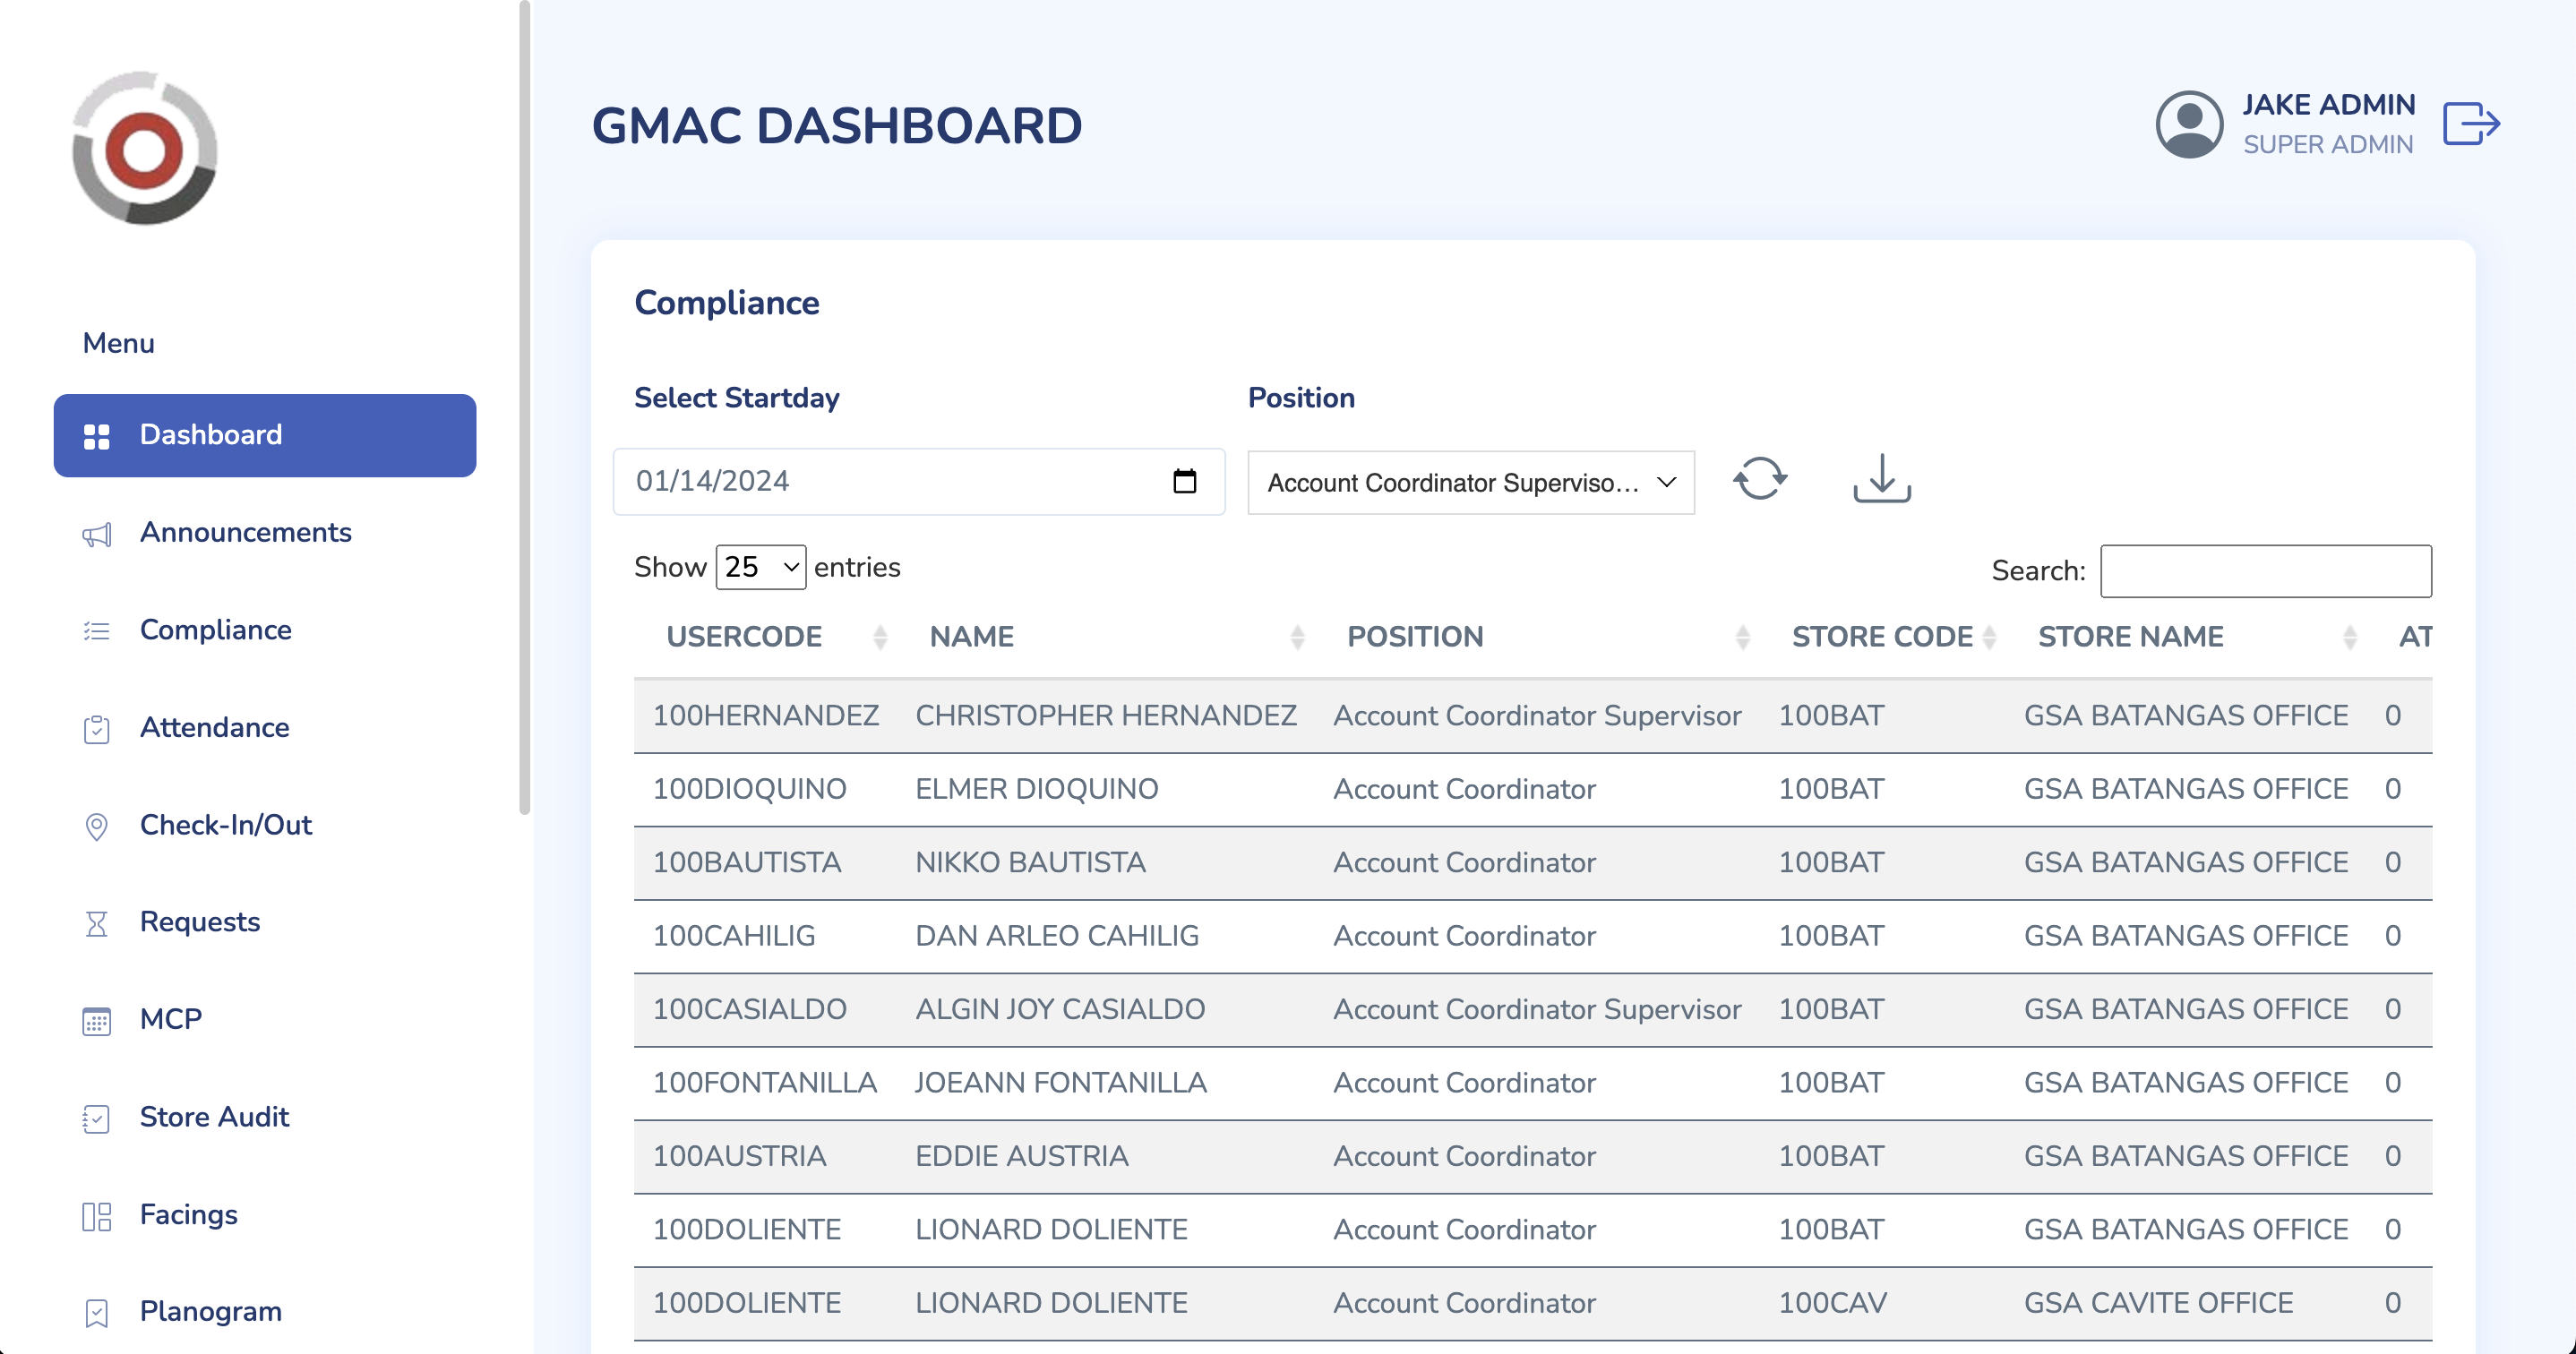 GMAC DASHBOARD
JAKE ADMIN
SUPER ADMIN
Menu
Dashboard
Announcements
Compliance
Attendance
Check-In/Out
Requests
MCP
Store Audit
Facings
Planogram
Compliance
Select Startday Position
01/14/2024 Account Coordinator Superviso...
Show 25 entries Search:
USERCODE NAME POSITION STORE CODE STORE NAME AT
100HERNANDEZ CHRISTOPHER HERNANDEZ Account Coordinator Supervisor 100BAT GSA BATANGAS OFFICE 0
100DIOQUINO ELMER DIOQUINO Account Coordinator 100BAT GSA BATANGAS OFFICE 0
100BAUTISTA NIKKO BAUTISTA Account Coordinator 100BAT GSA BATANGAS OFFICE 0
100CAHILIG DAN ARLEO CAHILIG Account Coordinator 100BAT GSA BATANGAS OFFICE 0
100CASIALDO ALGIN JOY CASIALDO Account Coordinator Supervisor 100BAT GSA BATANGAS OFFICE 0
100FONTANILLA JOEANN FONTANILLA Account Coordinator 100BAT GSA BATANGAS OFFICE 0
100AUSTRIA EDDIE AUSTRIA Account Coordinator 100BAT GSA BATANGAS OFFICE 0
100DOLIENTE LIONARD DOLIENTE Account Coordinator 100BAT GSA BATANGAS OFFICE 0
100DOLIENTE LIONARD DOLIENTE Account Coordinator 100CAV GSA CAVITE OFFICE 0